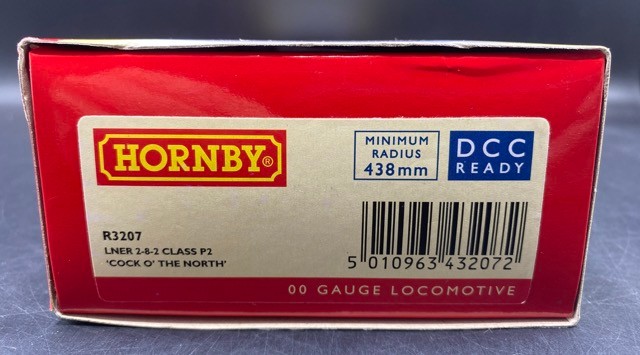 HORNBY®
MINIMUM
RADIUS
438mm
DCC
READY
R3207
LNER 2-8-2 CLASS P2
'COCK O' THE NORTH'
5 010963 432072
00 GAUGE LOCOMOTIVE